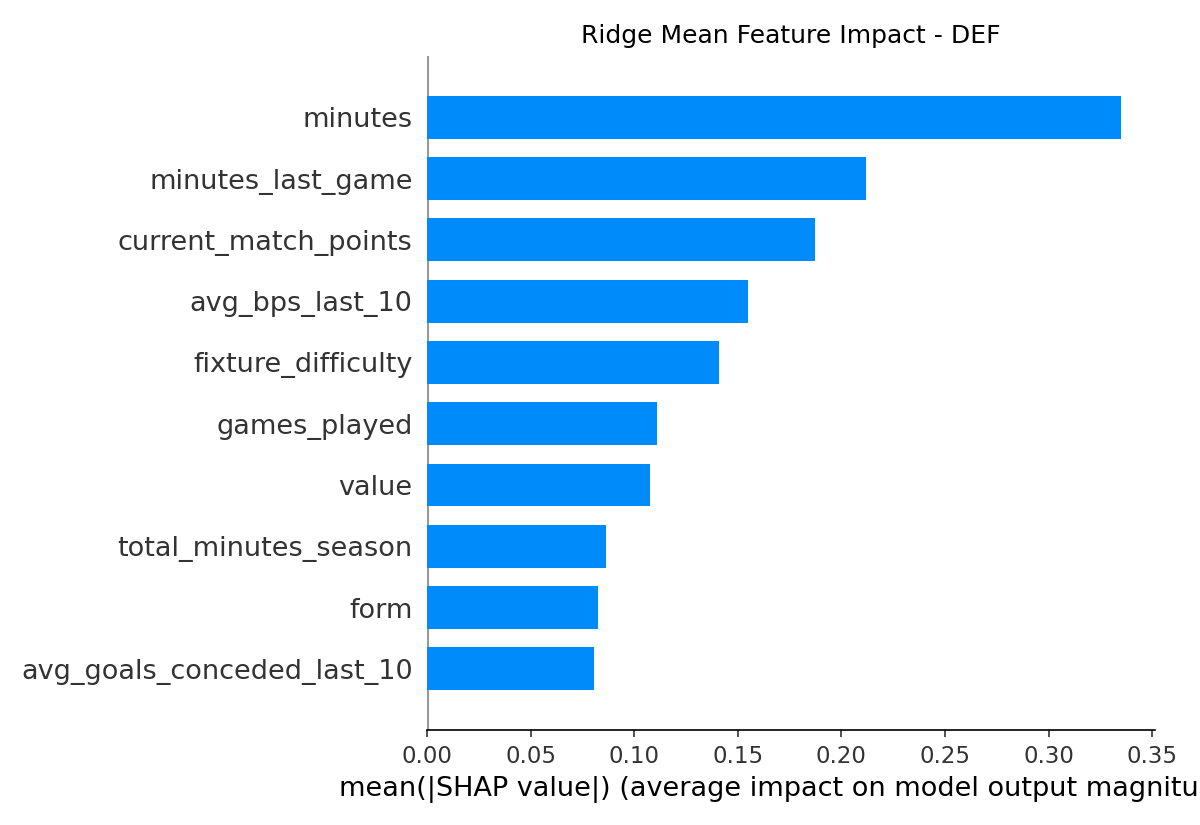 Ridge Mean Feature Impact - DEF
minutes
minutes_last_game
current_match_points
avg_bps_last_10
fixture_difficulty
games_played
value
total_minutes_season
form
avg_goals_conceded_last_10
0.00 0.05 0.10 0.15 0.20 0.25 0.30 0.35
mean(|SHAP value|) (average impact on model output magnitu